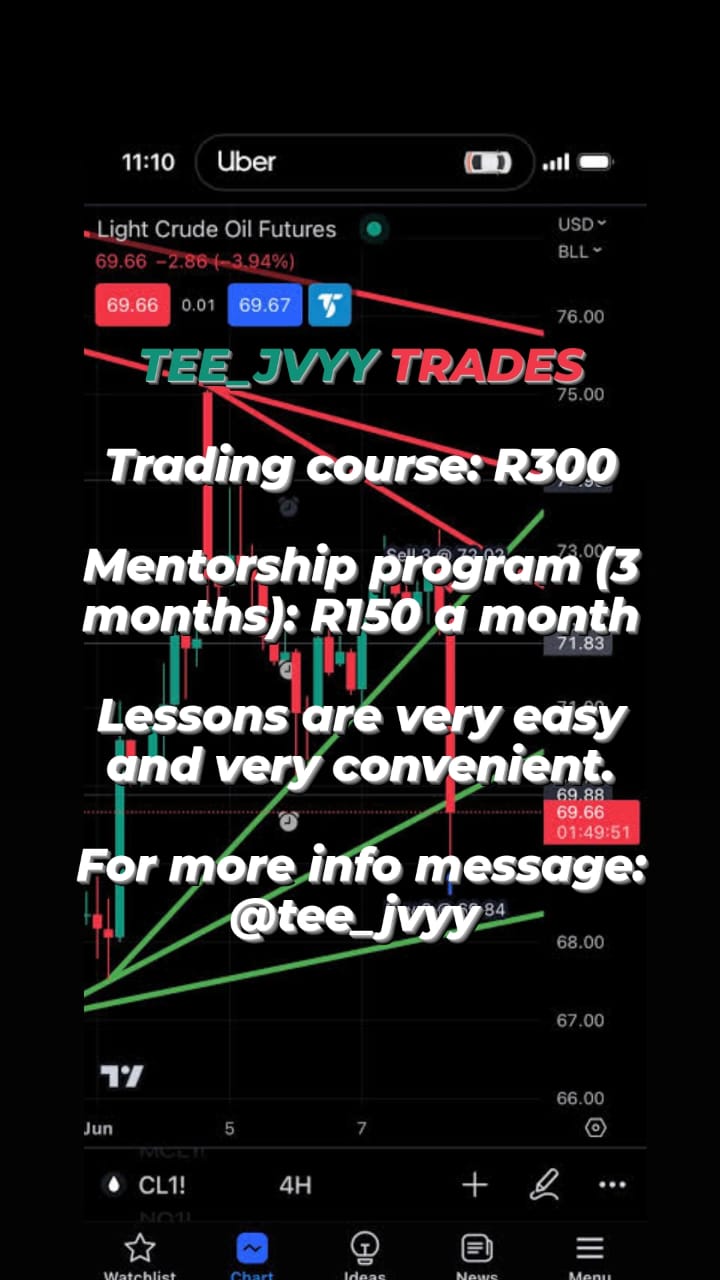 11:10 Uber
Light Crude Oil Futures
USD
69.66 −2.86 (−3.94%)
BLL
69.66 0.01 69.67
76.00
TEE_JVYY TRADES
75.00
Trading course: R300
73.00
Mentorship program (3
months): R150 a month
71.83
Lessons are very easy
and very convenient.
69.88
69.66
01:49:51
For more info message:
@tee_jvyy
68.00
67.00
66.00
Jun 5 7
CL1! 4H
Watchlist Chart Ideas News Menu